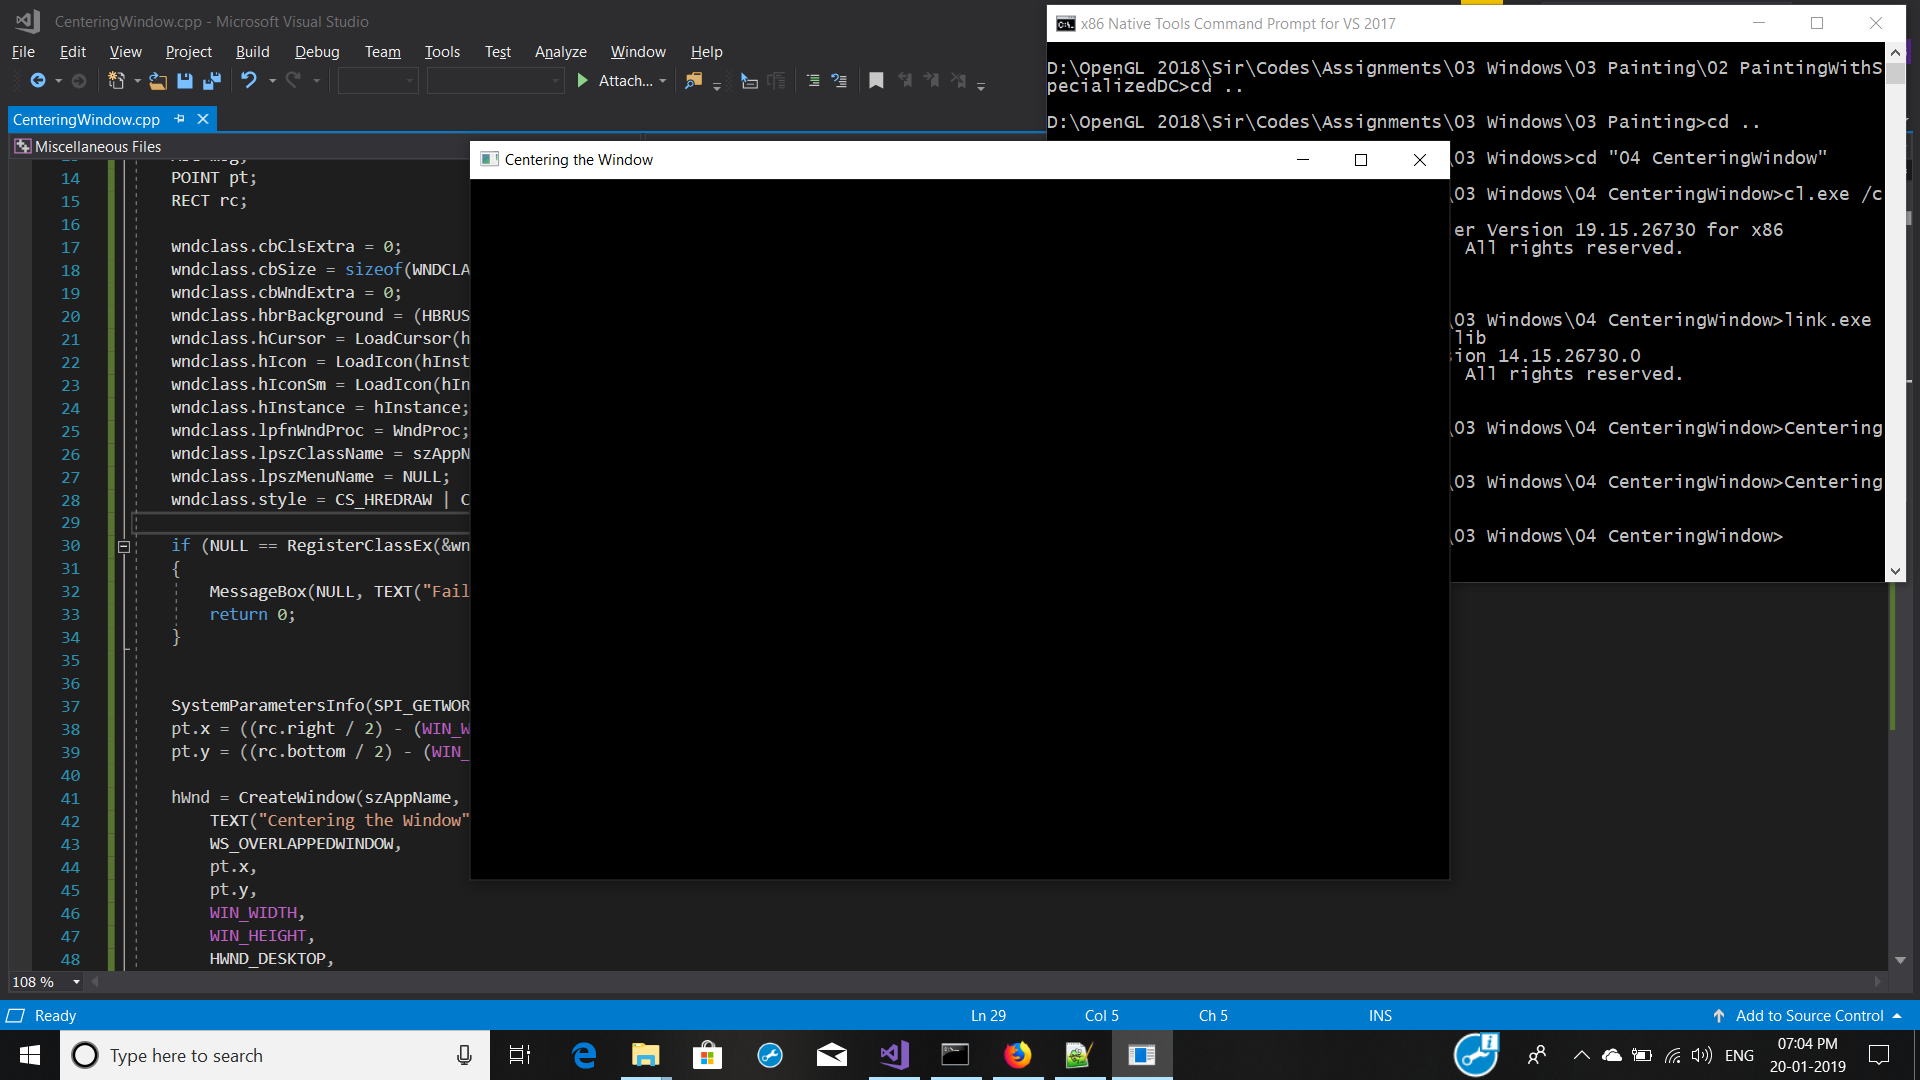 CenteringWindow.cpp - Microsoft Visual Studio
File Edit View Project Build Debug Team Tools Test Analyze Window Help
Attach...
CenteringWindow.cpp
Miscellaneous Files
14 POINT pt;
15 RECT rc;
16
17 wndclass.cbClsExtra = 0;
18 wndclass.cbSize = sizeof(WNDCLA
19 wndclass.cbWndExtra = 0;
20 wndclass.hbrBackground = (HBRUS
21 wndclass.hCursor = LoadCursor(h
22 wndclass.hIcon = LoadIcon(hInst
23 wndclass.hIconSm = LoadIcon(hIn
24 wndclass.hInstance = hInstance;
25 wndclass.lpfnWndProc = WndProc;
26 wndclass.lpszClassName = szAppN
27 wndclass.lpszMenuName = NULL;
28 wndclass.style = CS_HREDRAW | C
29
30 if (NULL == RegisterClassEx(&wn
31 {
32 MessageBox(NULL, TEXT("Fail
33 return 0;
34 }
35
36
37 SystemParametersInfo(SPI_GETWOR
38 pt.x = ((rc.right / 2) - (WIN_W
39 pt.y = ((rc.bottom / 2) - (WIN_
40
41 hWnd = CreateWindow(szAppName,
42 TEXT("Centering the Window"
43 WS_OVERLAPPEDWINDOW,
44 pt.x,
45 pt.y,
46 WIN_WIDTH,
47 WIN_HEIGHT,
48 HWND_DESKTOP,
108 %
Centering the Window
x86 Native Tools Command Prompt for VS 2017
D:\OpenGL 2018\Sir\Codes\Assignments\03 Windows\03 Painting\02 PaintingWithS
pecializedDC>cd ..
D:\OpenGL 2018\Sir\Codes\Assignments\03 Windows\03 Painting>cd ..
\03 Windows>cd "04 CenteringWindow"
\03 Windows\04 CenteringWindow>cl.exe /c
er Version 19.15.26730 for x86
All rights reserved.
\03 Windows\04 CenteringWindow>link.exe
lib
ion 14.15.26730.0
All rights reserved.
\03 Windows\04 CenteringWindow>Centering
\03 Windows\04 CenteringWindow>Centering
\03 Windows\04 CenteringWindow>
Ready Ln 29 Col 5 Ch 5 INS Add to Source Control
Type here to search
ENG
07:04 PM
20-01-2019